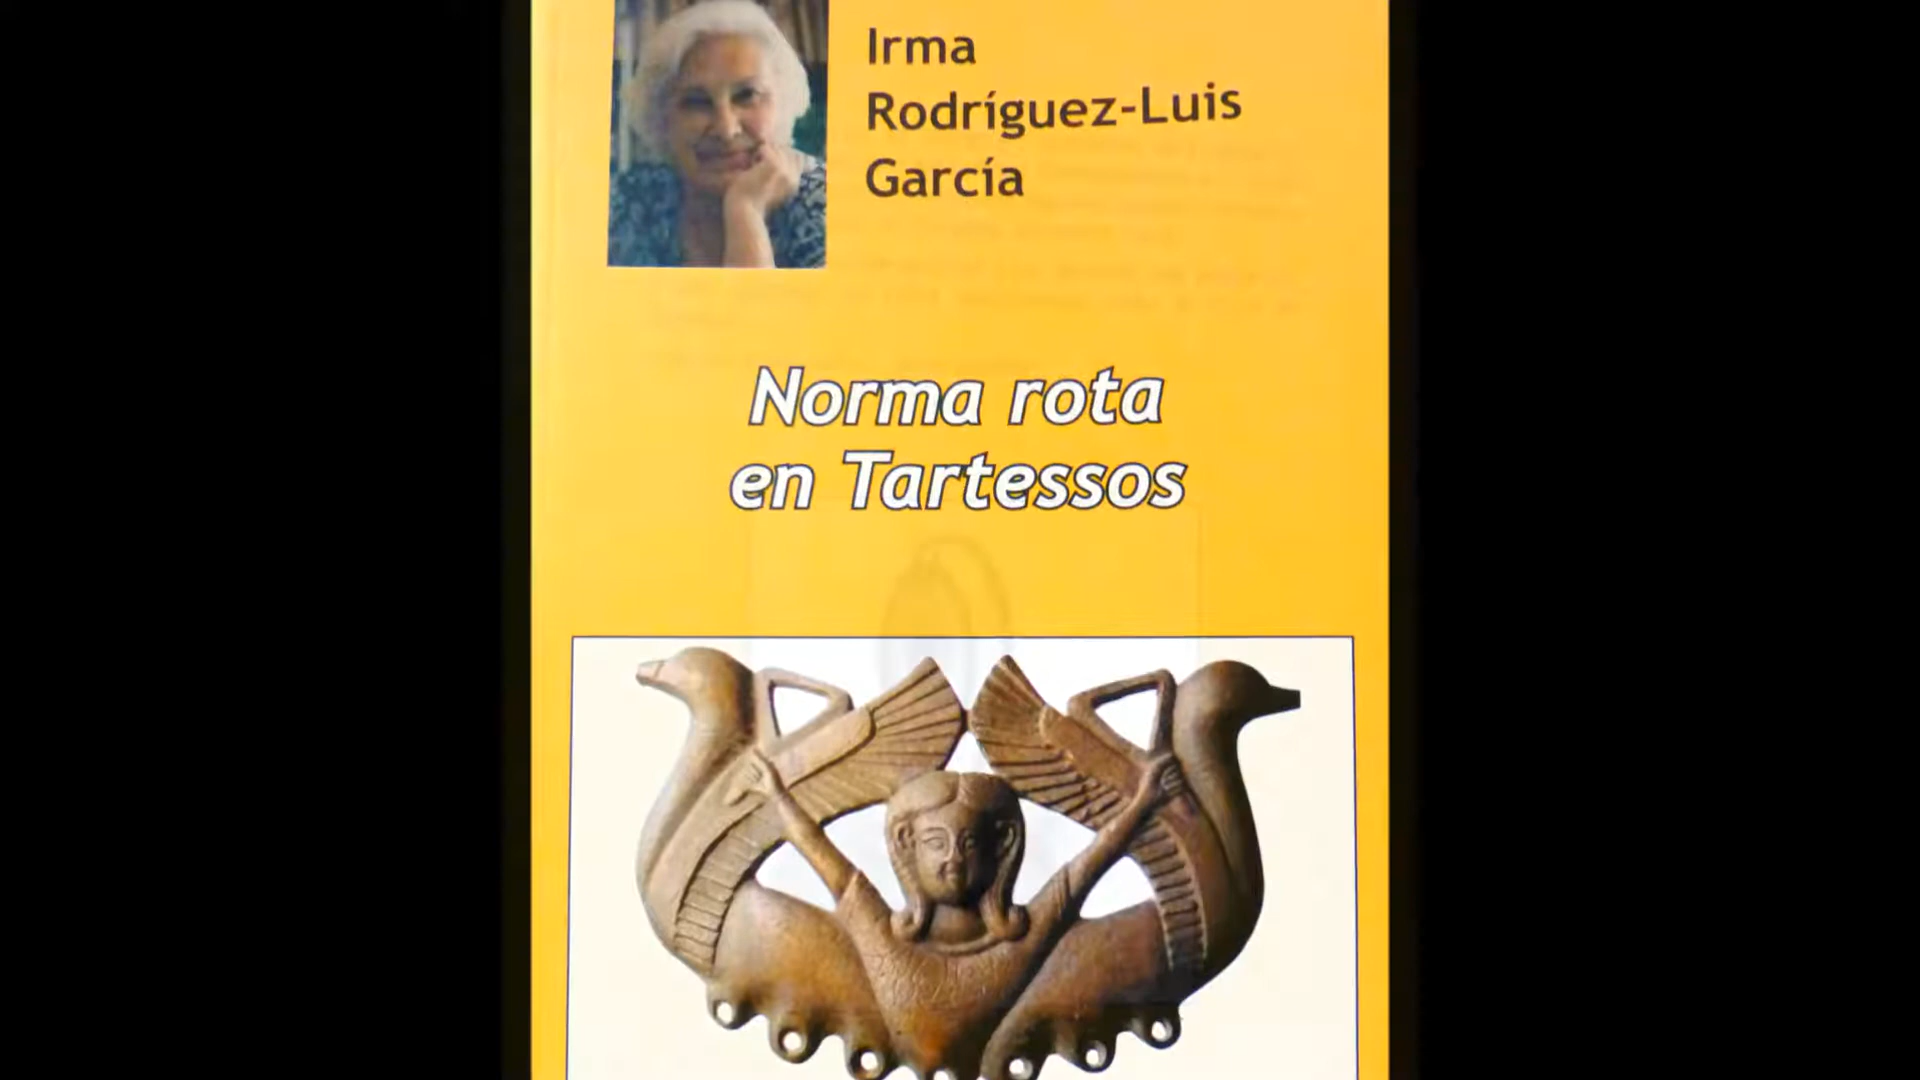 Irma
Rodríguez-Luis
García
Norma rota
en Tartessos